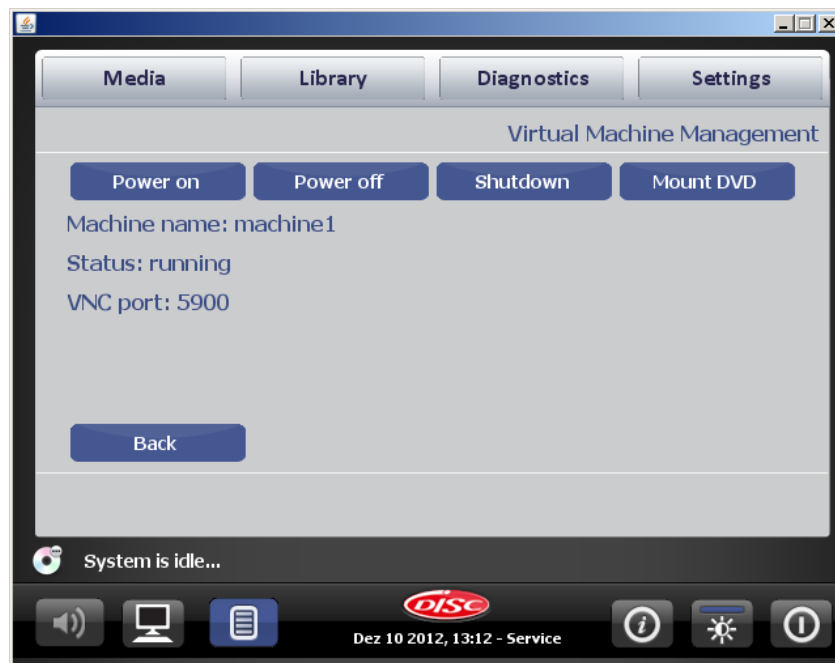 Media Library Diagnostics Settings
Virtual Machine Management
Power on Power off Shutdown Mount DVD
Machine name: machine1
Status: running
VNC port: 5900
Back
System is idle...
DISC
Dez 10 2012, 13:12 - Service